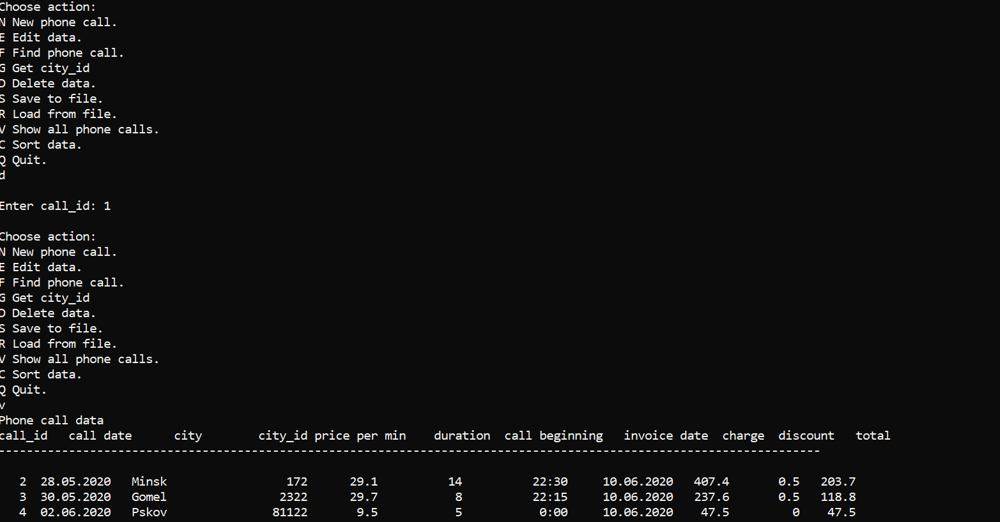 Choose action:
N New phone call.
E Edit data.
F Find phone call.
G Get city_id
D Delete data.
S Save to file.
R Load from file.
V Show all phone calls.
C Sort data.
Q Quit.
d
Enter call_id: 1
Choose action:
N New phone call.
E Edit data.
F Find phone call.
G Get city_id
D Delete data.
S Save to file.
R Load from file.
V Show all phone calls.
C Sort data.
Q Quit.
v
Phone call data
call_id call date city city_id price per min duration call beginning invoice date charge discount total
---------------------------------------------------------------------------------------------------------------------
2 28.05.2020 Minsk 172 29.1 14 22:30 10.06.2020 407.4 0.5 203.7
3 30.05.2020 Gomel 2322 29.7 8 22:15 10.06.2020 237.6 0.5 118.8
4 02.06.2020 Pskov 81122 9.5 5 0:00 10.06.2020 47.5 0 47.5